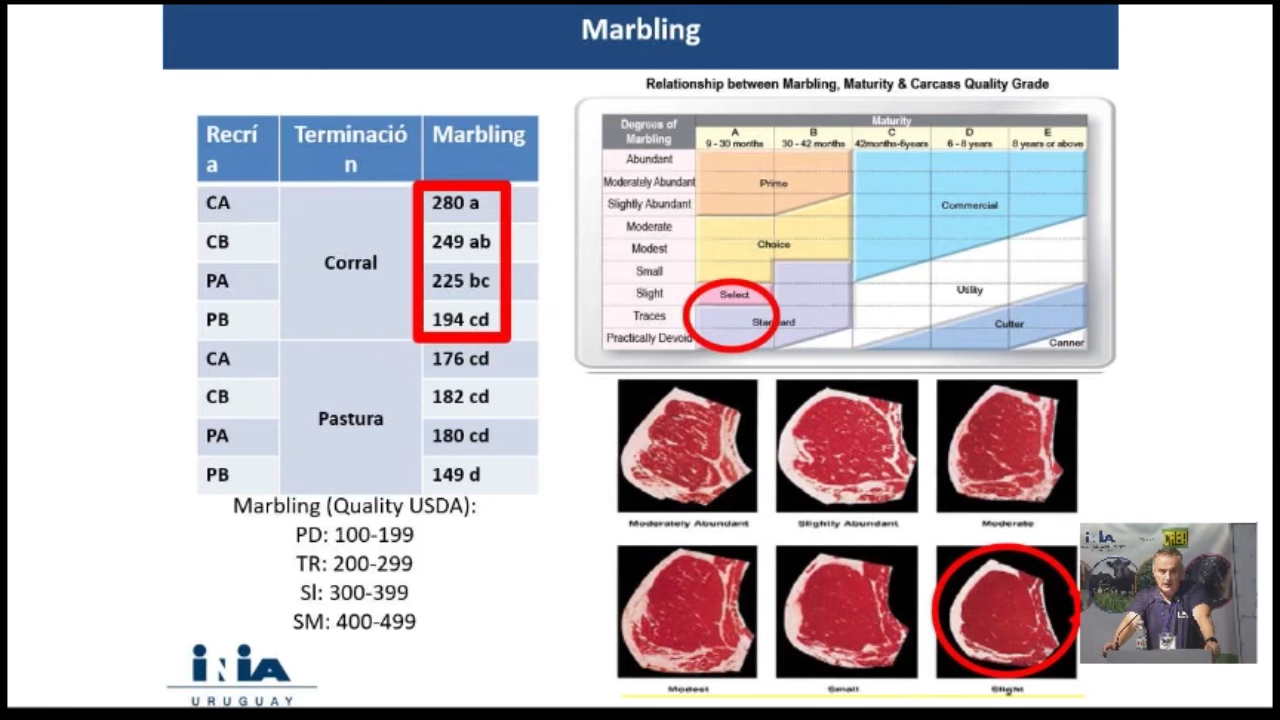 Marbling
Recrí
a
Terminació
n
Marbling
CA
280 a
CB
249 ab
Corral
PA
225 bc
PB
194 cd
CA
176 cd
CB
182 cd
Pastura
PA
180 cd
PB
149 d
Marbling (Quality USDA):
PD: 100-199
TR: 200-299
Sl: 300-399
SM: 400-499
INIA
URUGUAY
Relationship between Marbling, Maturity & Carcass Quality Grade
Degrees of
Marbling
Maturity
A
9 - 30 months
B
30 - 42 months
C
42months-6years
D
6 - 8 years
E
8 years or above
Abundant
Moderately Abundant
Prime
Slightly Abundant
Commercial
Moderate
Modest
Choice
Small
Slight
Select
Utility
Traces
Standard
Cutter
Practically Devoid
Canner
Moderately Abundant
Slightly Abundant
Moderate
Modest
Small
Slight
CREA